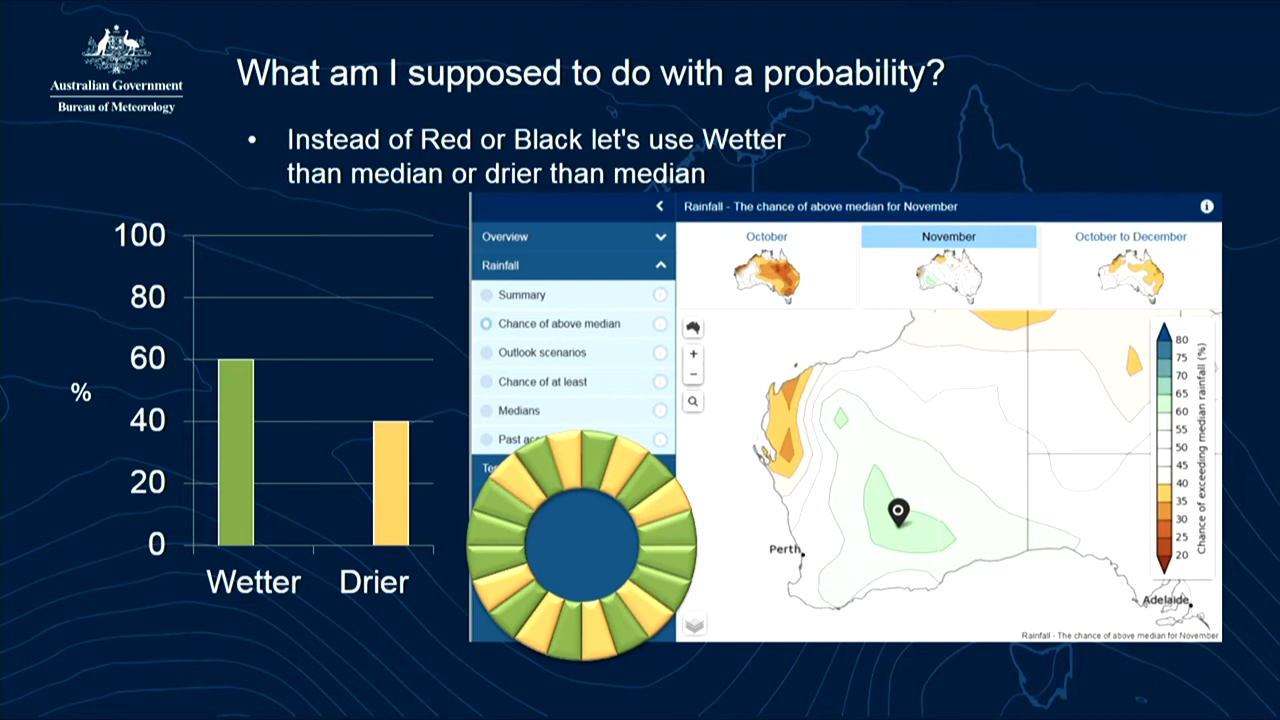 Australian Government
Bureau of Meteorology
What am I supposed to do with a probability?
• Instead of Red or Black let's use Wetter
than median or drier than median
100
80
60
%
40
20
0
Wetter Drier
Overview
Rainfall
Summary
Chance of above median
Outlook scenarios
Chance of at least
Medians
Past
Rainfall - The chance of above median for November
October
November
October to December
+
−
80
75
70
65
60
55
50
45
40
35
30
25
20
Chance of exceeding median rainfall (%)
Perth
Adelaide
Rainfall - The chance of above median for November